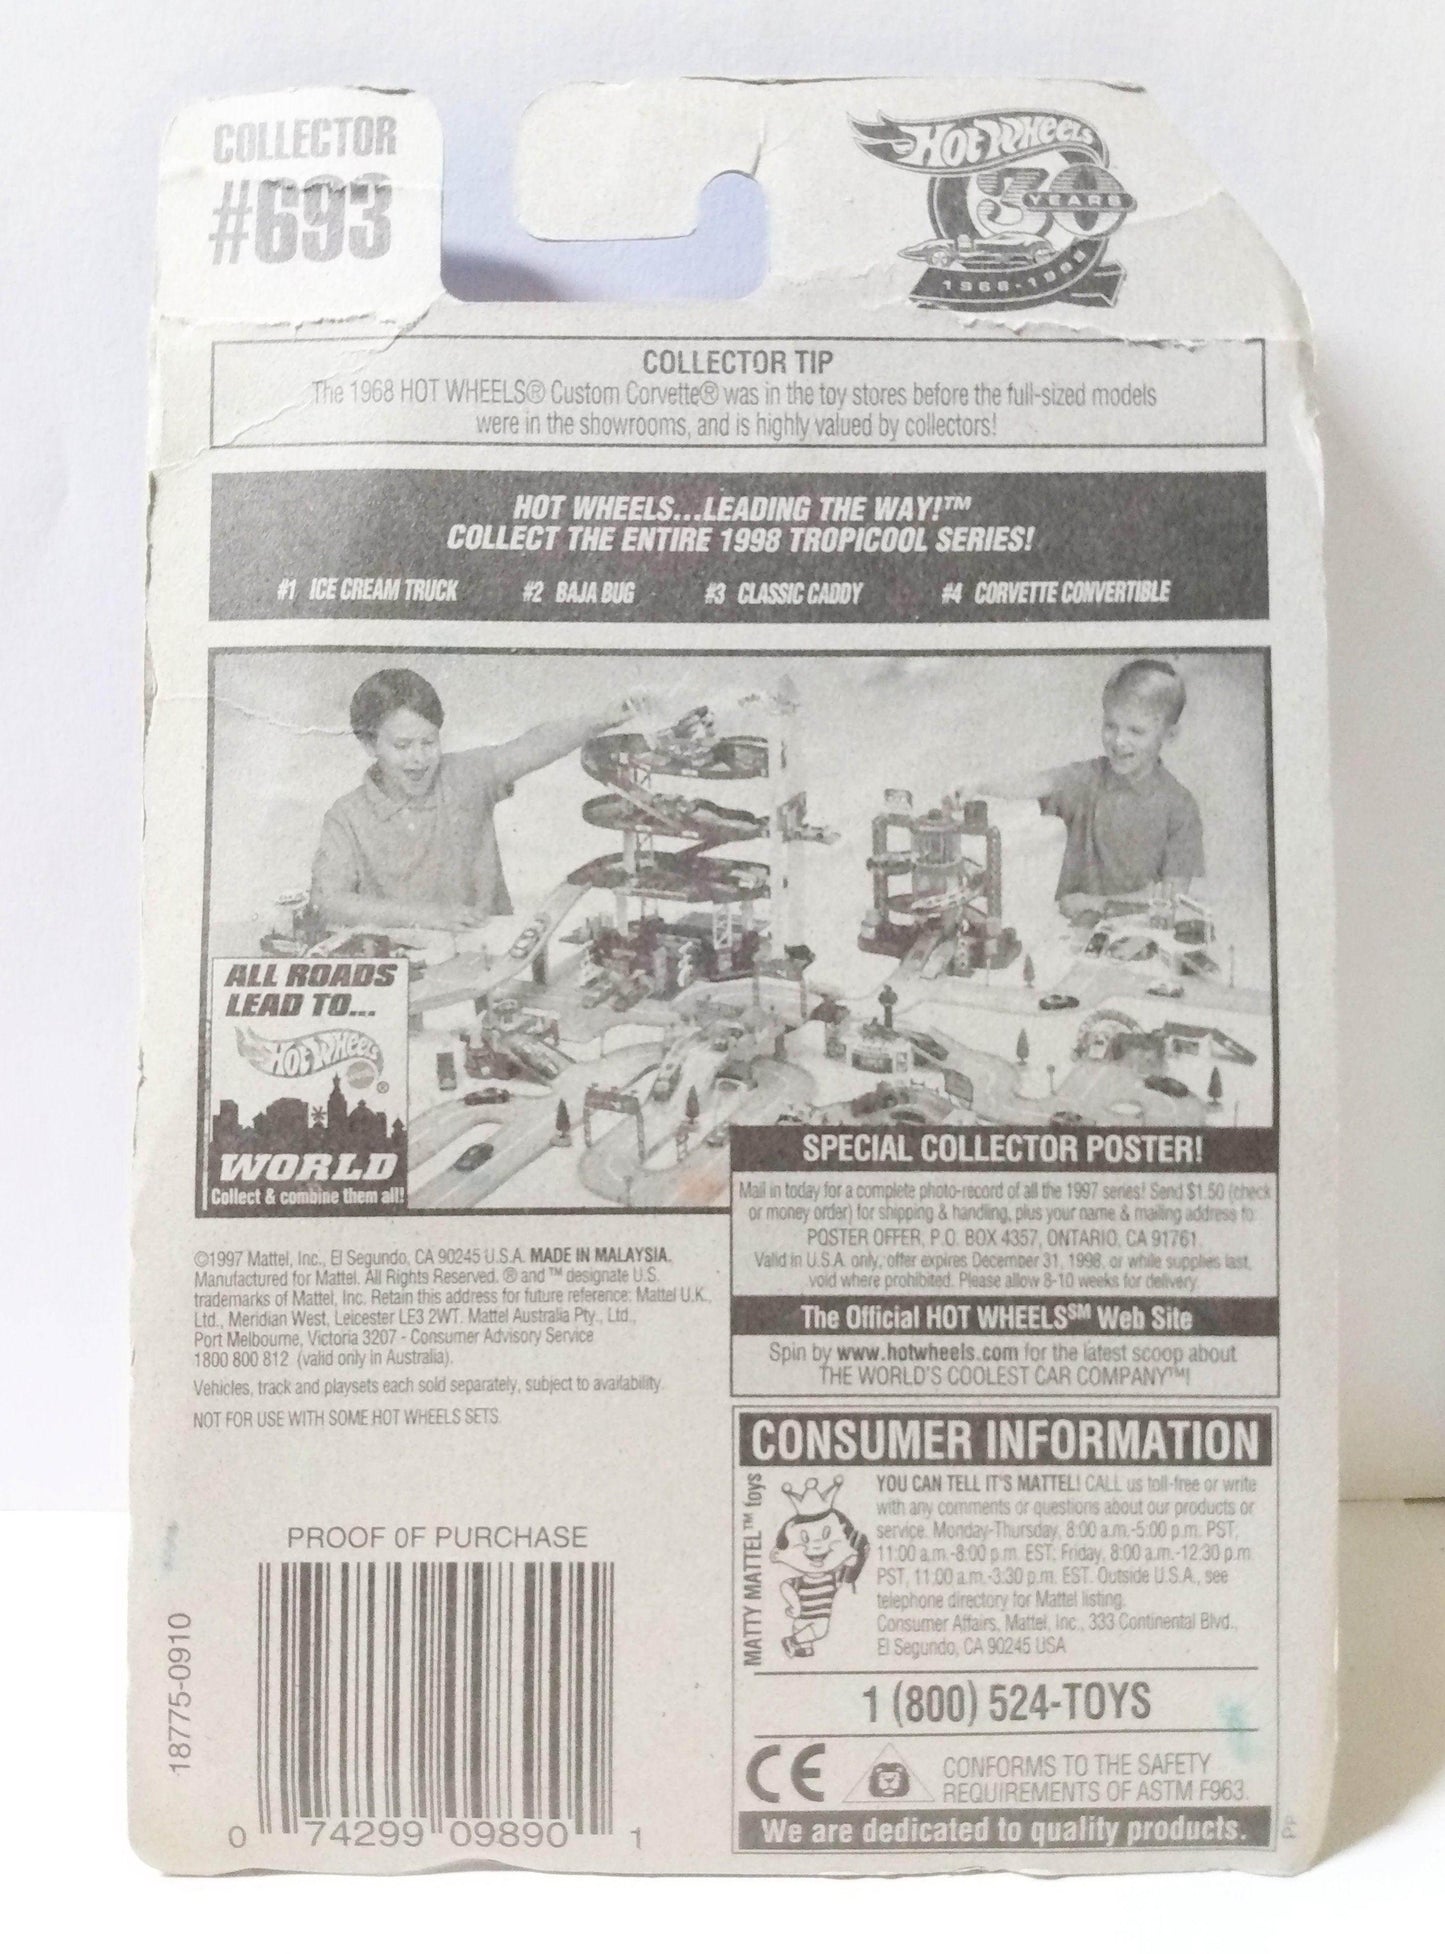 COLLECTOR
#693
HOT WHEELS
30
YEARS
1968-1998
COLLECTOR TIP
The 1968 HOT WHEELS® Custom Corvette® was in the toy stores before the full-sized models
were in the showrooms, and is highly valued by collectors!
HOT WHEELS...LEADING THE WAY!™
COLLECT THE ENTIRE 1998 TROPICOOL SERIES!
#1 ICE CREAM TRUCK #2 BAJA BUG #3 CLASSIC CADDY #4 CORVETTE CONVERTIBLE
ALL ROADS
LEAD TO...
HOT WHEELS ®
WORLD
Collect & combine them all!
SPECIAL COLLECTOR POSTER!
Mail in today for a complete photo-record of all the 1997 series! Send $1.50 (check
or money order) for shipping & handling, plus your name & mailing address to:
POSTER OFFER, P.O. BOX 4357, ONTARIO, CA 91761.
Valid in U.S.A. only, offer expires December 31, 1998, or while supplies last,
void where prohibited. Please allow 8-10 weeks for delivery.
The Official HOT WHEELS℠ Web Site
Spin by www.hotwheels.com for the latest scoop about
THE WORLD'S COOLEST CAR COMPANY™!
©1997 Mattel, Inc., El Segundo, CA 90245 U.S.A. MADE IN MALAYSIA.
Manufactured for Mattel. All Rights Reserved. ® and ™ designate U.S.
trademarks of Mattel, Inc. Retain this address for future reference: Mattel U.K.,
Ltd., Meridian West, Leicester LE3 2WT. Mattel Australia Pty., Ltd.,
Port Melbourne, Victoria 3207 - Consumer Advisory Service
1800 800 812 (valid only in Australia).
Vehicles, track and playsets each sold separately, subject to availability.
NOT FOR USE WITH SOME HOT WHEELS SETS.
CONSUMER INFORMATION
MATTY MATTEL™ toys
YOU CAN TELL IT'S MATTEL! CALL us toll-free or write
with any comments or questions about our products or
service. Monday-Thursday, 8:00 a.m.-5:00 p.m. PST,
11:00 a.m.-8:00 p.m. EST; Friday, 8:00 a.m.-12:30 p.m.
PST, 11:00 a.m.-3:30 p.m. EST. Outside U.S.A., see
telephone directory for Mattel listing.
Consumer Affairs, Mattel, Inc., 333 Continental Blvd.,
El Segundo, CA 90245 USA
1 (800) 524-TOYS
CE
CONFORMS TO THE SAFETY
REQUIREMENTS OF ASTM F963.
We are dedicated to quality products.
PROOF OF PURCHASE
18775-0910
0 74299 09890 1